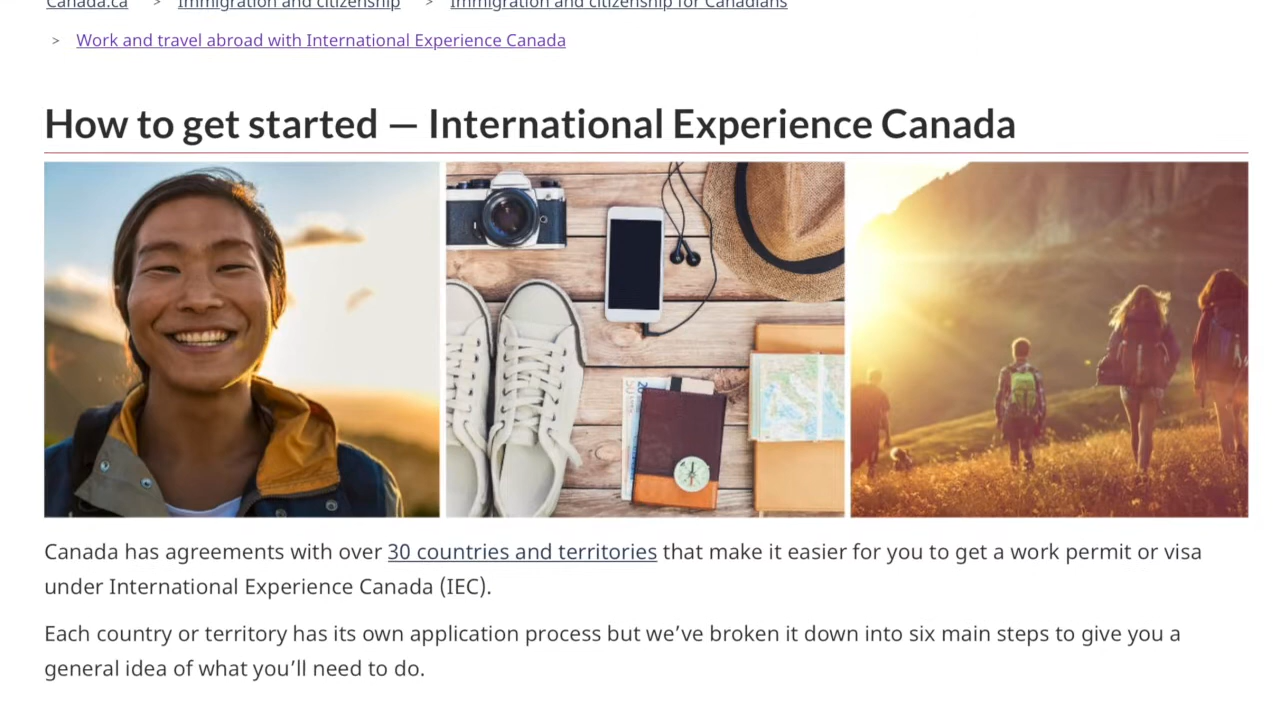 Canada.ca > Immigration and citizenship > Immigration and citizenship for Canadians
> Work and travel abroad with International Experience Canada
How to get started — International Experience Canada
Canada has agreements with over 30 countries and territories that make it easier for you to get a work permit or visa
under International Experience Canada (IEC).
Each country or territory has its own application process but we’ve broken it down into six main steps to give you a
general idea of what you’ll need to do.